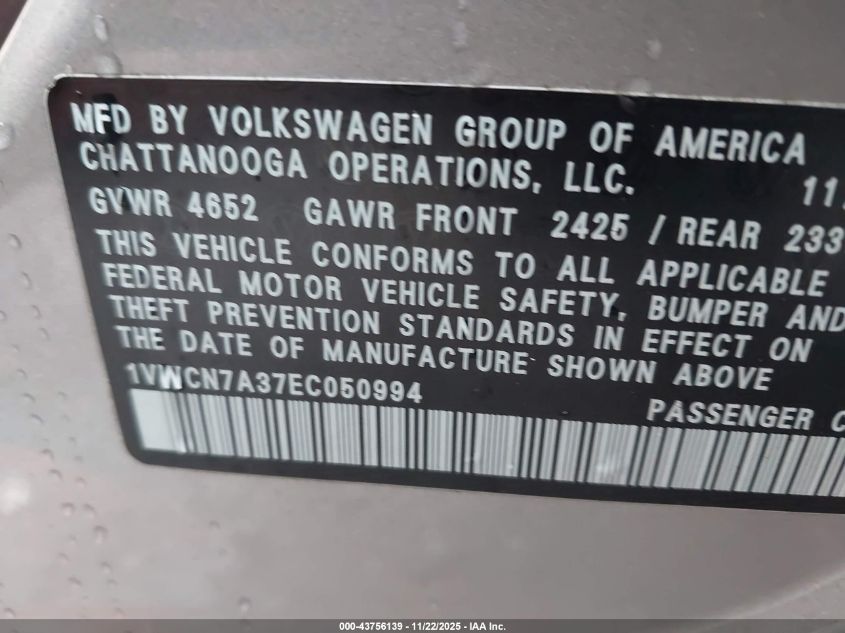 MFD BY VOLKSWAGEN GROUP OF AMERICA
CHATTANOOGA OPERATIONS, LLC.
11
GVWR 4652 GAWR FRONT 2425 / REAR 233
THIS VEHICLE CONFORMS TO ALL APPLICABLE
FEDERAL MOTOR VEHICLE SAFETY, BUMPER AND
THEFT PREVENTION STANDARDS IN EFFECT ON
THE DATE OF MANUFACTURE SHOWN ABOVE
1VWCN7A37EC050994
PASSENGER C
000-43756139 - 11/22/2025 - IAA Inc.